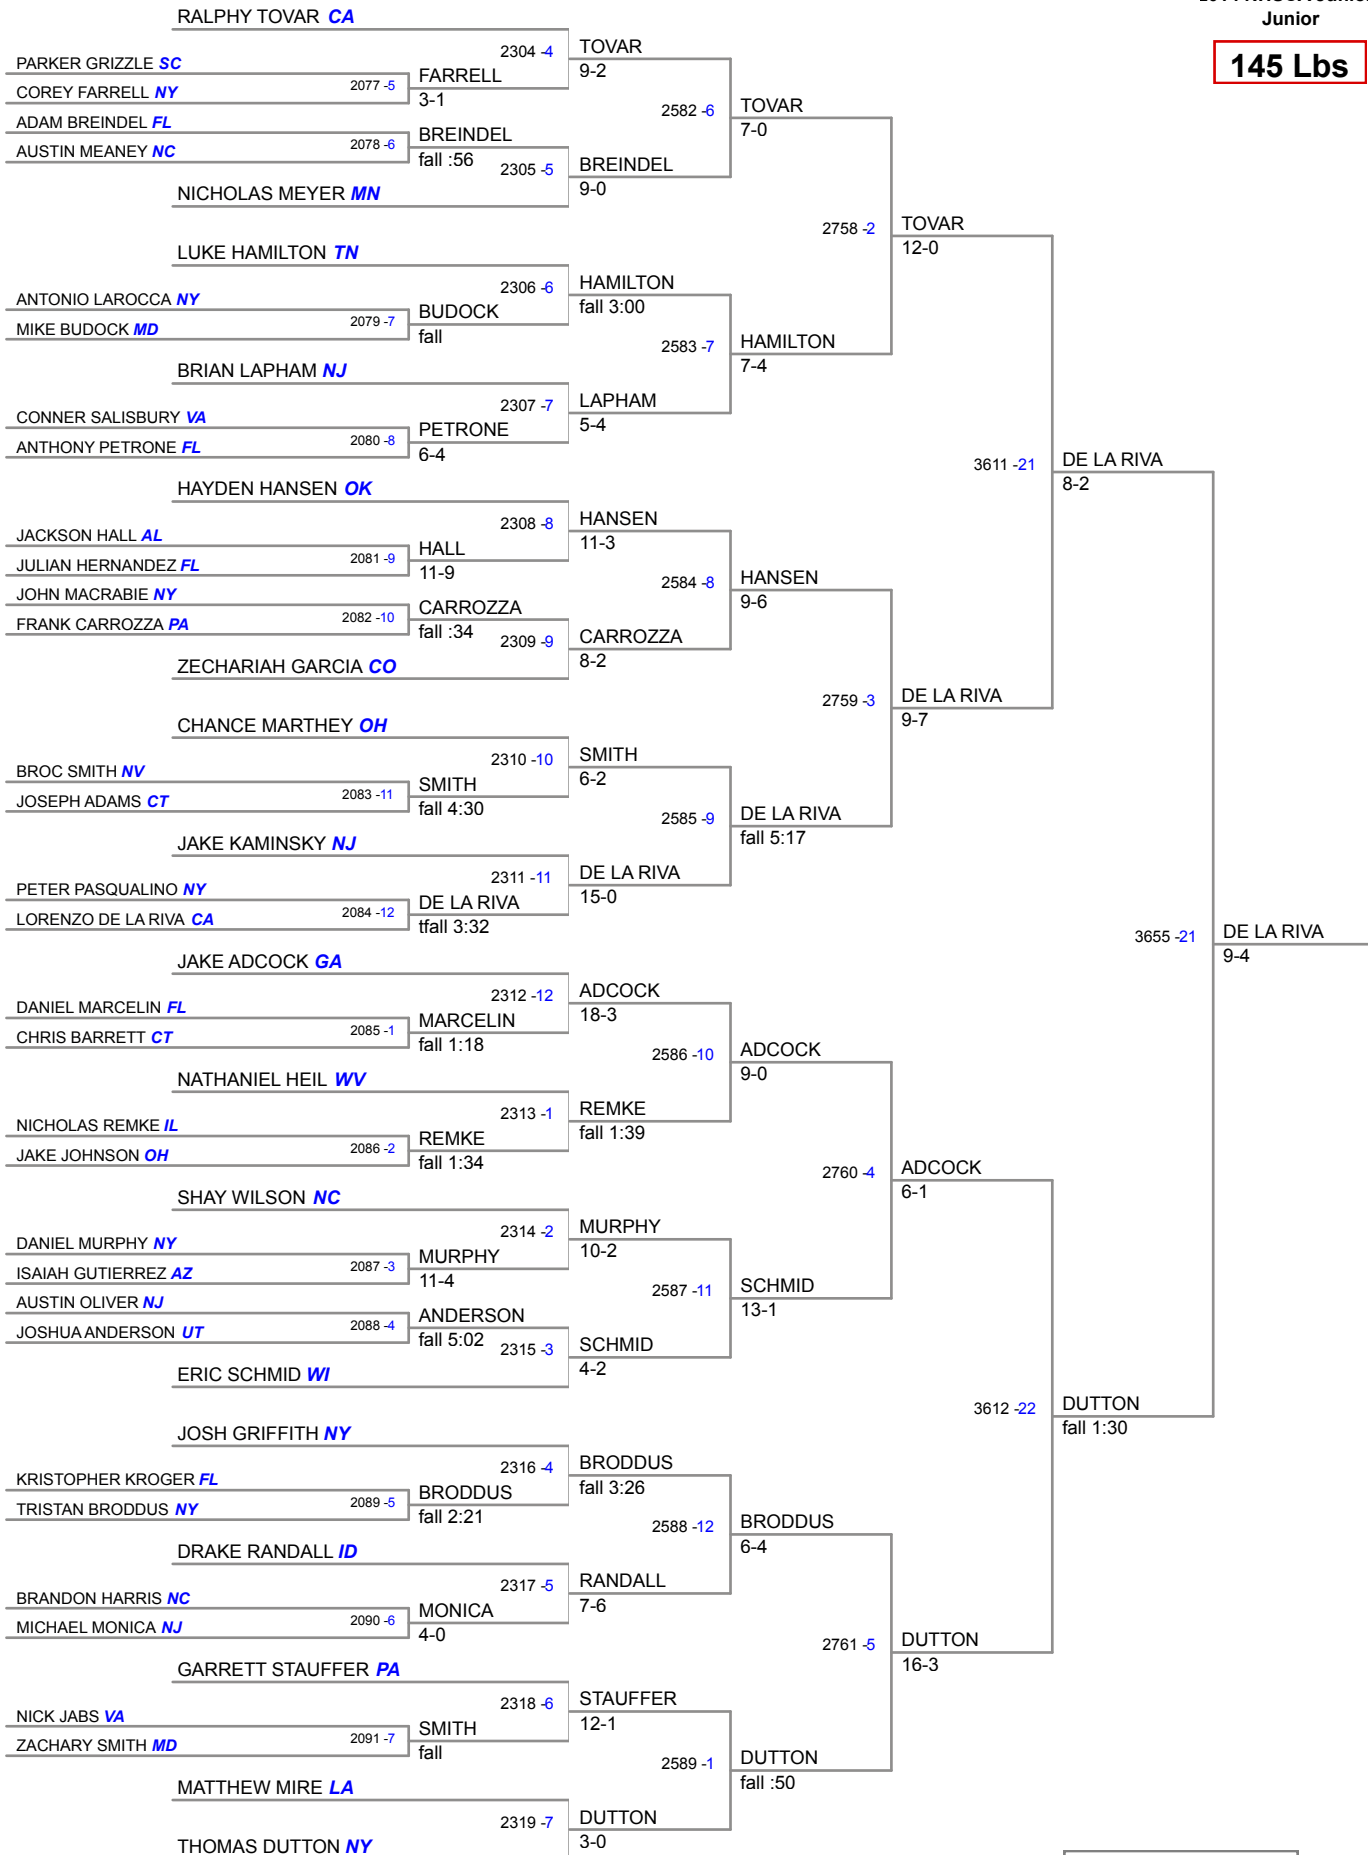 RALPHY TOVAR CA
Junior
145 Lbs
2304 -4
TOVAR
9-2
PARKER GRIZZLE SC
COREY FARRELL NY
2077 -5
FARRELL
3-1
2582 -6
TOVAR
7-0
ADAM BREINDEL FL
AUSTIN MEANEY NC
2078 -6
BREINDEL
fall :56
2305 -5
BREINDEL
9-0
NICHOLAS MEYER MN
2758 -2
TOVAR
12-0
LUKE HAMILTON TN
2306 -6
HAMILTON
fall 3:00
ANTONIO LAROCCA NY
MIKE BUDOCK MD
2079 -7
BUDOCK
fall
2583 -7
HAMILTON
7-4
BRIAN LAPHAM NJ
2307 -7
LAPHAM
5-4
CONNER SALISBURY VA
ANTHONY PETRONE FL
2080 -8
PETRONE
6-4
3611 -21
DE LA RIVA
8-2
HAYDEN HANSEN OK
2308 -8
HANSEN
11-3
JACKSON HALL AL
JULIAN HERNANDEZ FL
2081 -9
HALL
11-9
2584 -8
HANSEN
9-6
JOHN MACRABIE NY
FRANK CARROZZA PA
2082 -10
CARROZZA
fall :34
2309 -9
CARROZZA
8-2
ZECHARIAH GARCIA CO
2759 -3
DE LA RIVA
9-7
CHANCE MARTHEY OH
2310 -10
SMITH
6-2
BROC SMITH NV
JOSEPH ADAMS CT
2083 -11
SMITH
fall 4:30
2585 -9
DE LA RIVA
fall 5:17
JAKE KAMINSKY NJ
2311 -11
DE LA RIVA
15-0
PETER PASQUALINO NY
LORENZO DE LA RIVA CA
2084 -12
DE LA RIVA
tfall 3:32
3655 -21
DE LA RIVA
9-4
JAKE ADCOCK GA
2312 -12
ADCOCK
18-3
DANIEL MARCELIN FL
CHRIS BARRETT CT
2085 -1
MARCELIN
fall 1:18
2586 -10
ADCOCK
9-0
NATHANIEL HEIL WV
2313 -1
REMKE
fall 1:39
NICHOLAS REMKE IL
JAKE JOHNSON OH
2086 -2
REMKE
fall 1:34
2760 -4
ADCOCK
6-1
SHAY WILSON NC
2314 -2
MURPHY
10-2
DANIEL MURPHY NY
ISAIAH GUTIERREZ AZ
2087 -3
MURPHY
11-4
2587 -11
SCHMID
13-1
AUSTIN OLIVER NJ
JOSHUA ANDERSON UT
2088 -4
ANDERSON
fall 5:02
2315 -3
SCHMID
4-2
ERIC SCHMID WI
3612 -22
DUTTON
fall 1:30
JOSH GRIFFITH NY
2316 -4
BRODDUS
fall 3:26
KRISTOPHER KROGER FL
TRISTAN BRODDUS NY
2089 -5
BRODDUS
fall 2:21
2588 -12
BRODDUS
6-4
DRAKE RANDALL ID
2317 -5
RANDALL
7-6
BRANDON HARRIS NC
MICHAEL MONICA NJ
2090 -6
MONICA
4-0
2761 -5
DUTTON
16-3
GARRETT STAUFFER PA
2318 -6
STAUFFER
12-1
NICK JABS VA
ZACHARY SMITH MD
2091 -7
SMITH
fall
2589 -1
DUTTON
fall :50
MATTHEW MIRE LA
2319 -7
DUTTON
3-0
THOMAS DUTTON NY